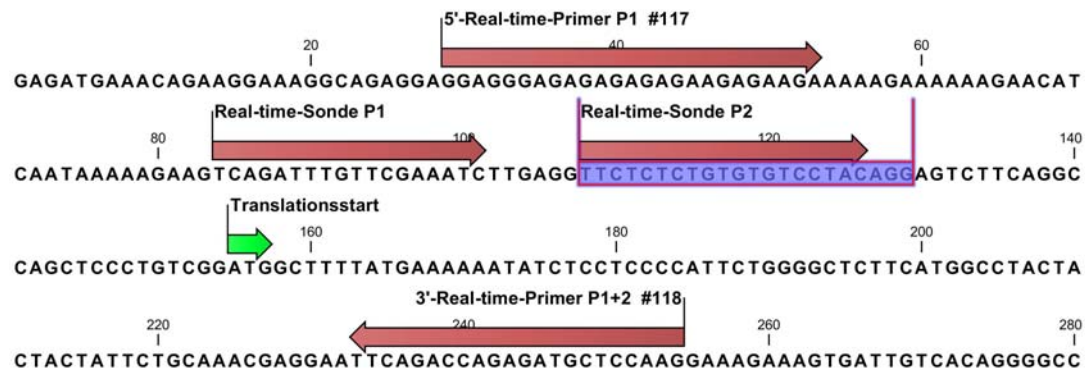 5'-Real-time-Primer P1 #117
20 40 60
GAGATGAAACAGAAGGAAAGGCAGAGGAGGAGGGAGAGAGAGAGAAGAGAAGAAAAAGAAAAAAGAACAT
Real-time-Sonde P1 Real-time-Sonde P2
80 100 120 140
CAATAAAAAGAAGTCAGATTTGTTCGAAATCTTGAGGTTCTCTCTGTGTGTCCTACAGGAGTCTTCAGGC
Translationsstart
160 180 200
CAGCTCCCTGTCGGATGGCTTTTATGAAAAAATATCTCCTCCCCATTCTGGGGCTCTTCATGGCCTACTA
3'-Real-time-Primer P1+2 #118
220 240 260 280
CTACTATTCTGCAAACGAGGAATTCAGACCAGAGATGCTCCAAGGAAAGAAAGTGATTGTCACAGGGGCC